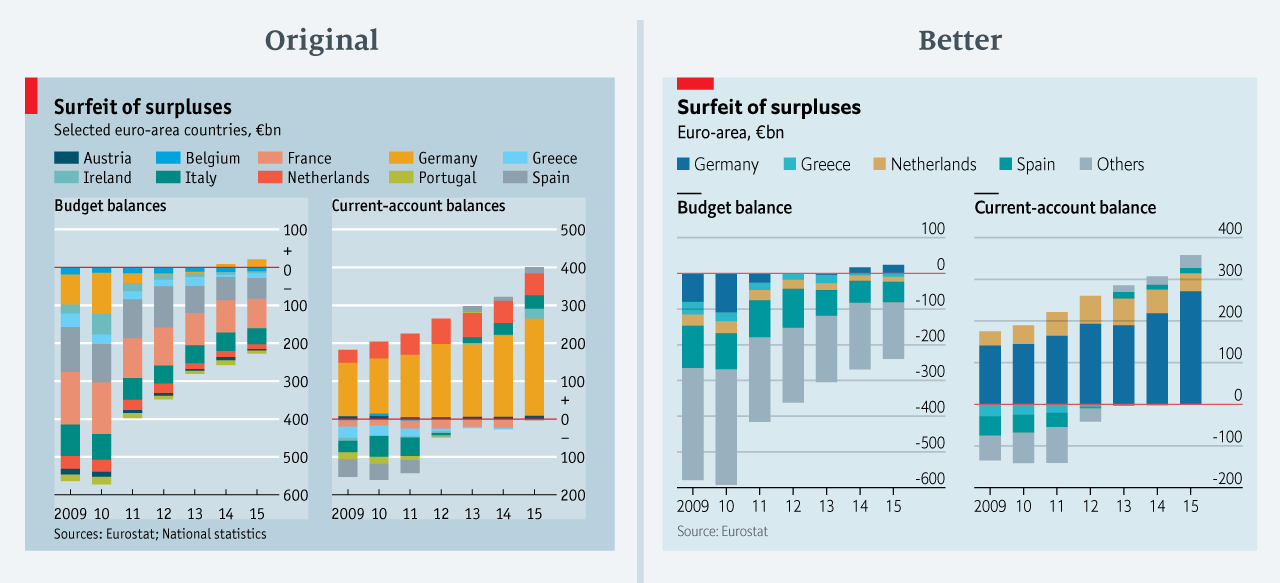 Original
Surfeit of surpluses
Selected euro-area countries, €bn
Austria Belgium France Germany Greece
Ireland Italy Netherlands Portugal Spain
Budget balances
100
+
0
–
100
200
300
400
500
600
2009 10 11 12 13 14 15
Current-account balances
500
400
300
200
100
+
0
–
100
200
2009 10 11 12 13 14 15
Sources: Eurostat; National statistics
Better
Surfeit of surpluses
Euro-area, €bn
Germany Greece Netherlands Spain Others
Budget balance
100
0
-100
-200
-300
-400
-500
-600
2009 10 11 12 13 14 15
Current-account balance
400
300
200
100
0
-100
-200
2009 10 11 12 13 14 15
Source: Eurostat